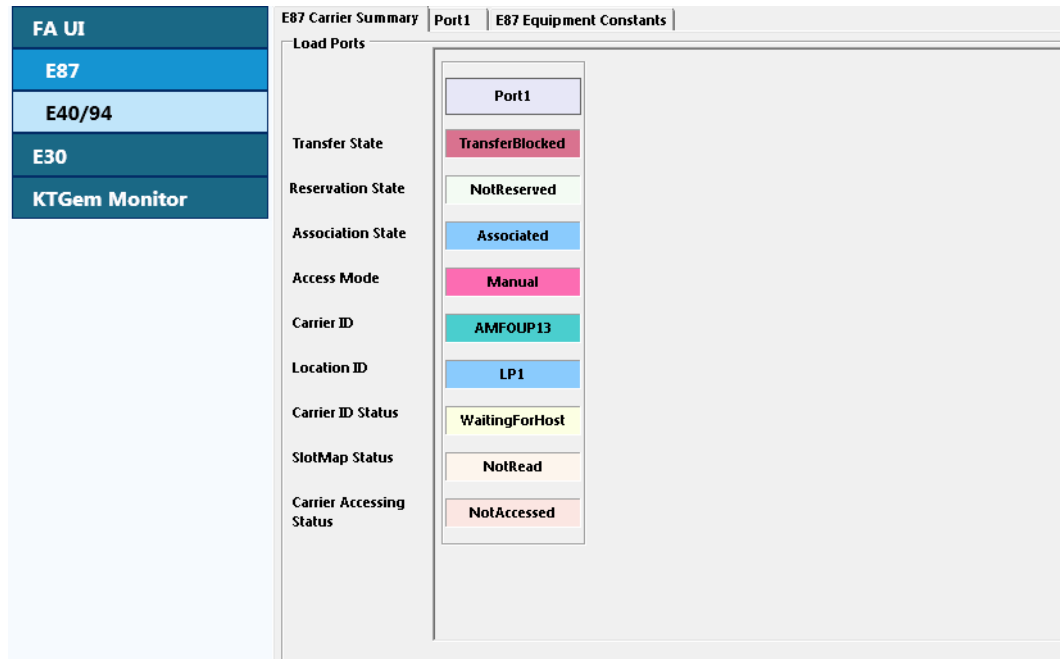 FA UI
E87
E40/94
E30
KTGem Monitor
E87 Carrier Summary Port1 E87 Equipment Constants
Load Ports
Port1
Transfer State TransferBlocked
Reservation State NotReserved
Association State Associated
Access Mode Manual
Carrier ID AMFOUP13
Location ID LP1
Carrier ID Status WaitingForHost
SlotMap Status NotRead
Carrier Accessing
Status NotAccessed